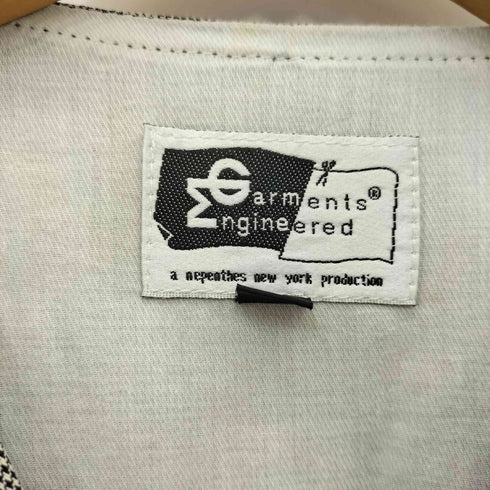 Engineered Garments®
a nepenthes new york production